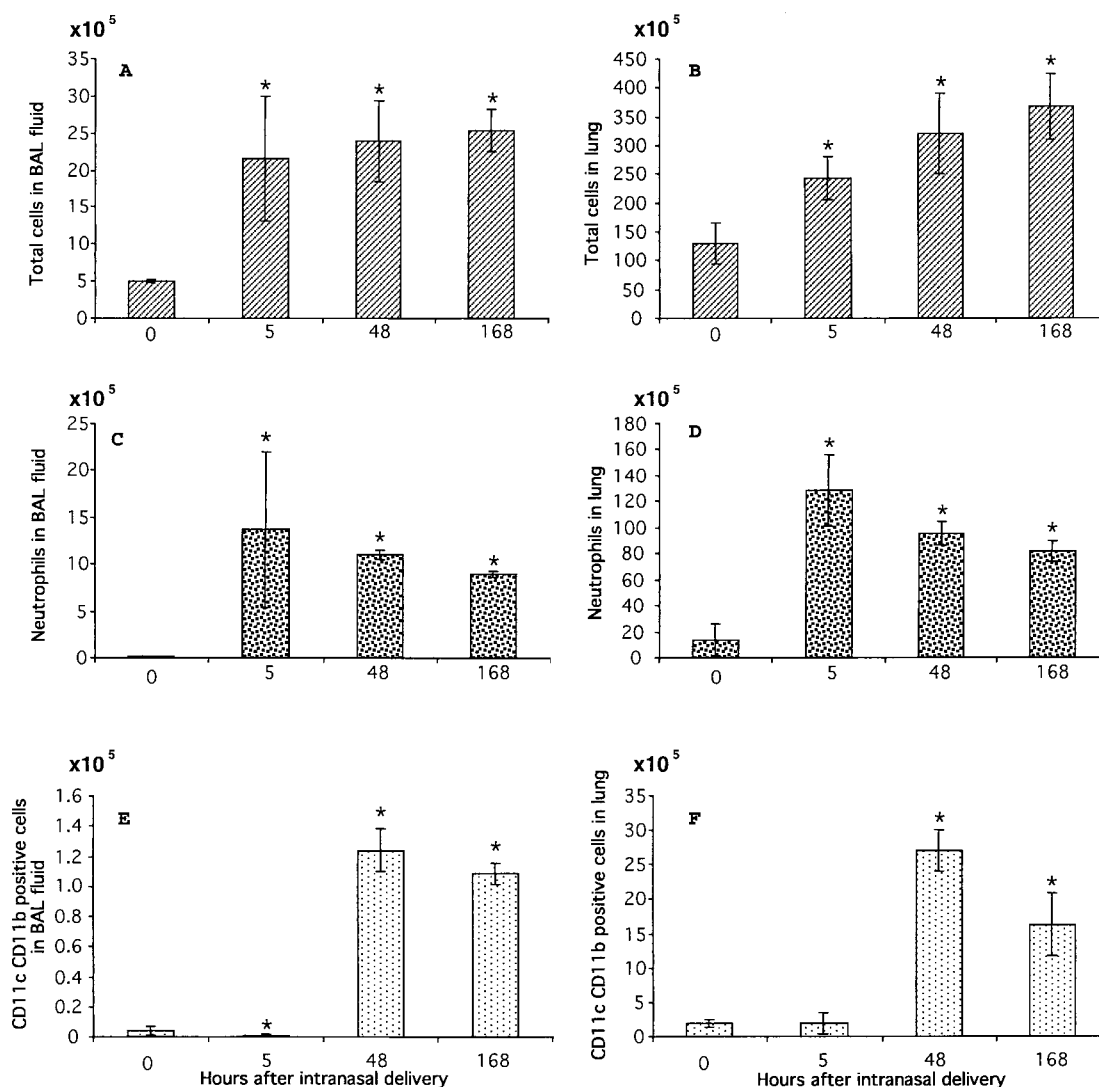 x10 5
Total cells in BAL fluid
35
30
25
20
15
10
5
0
A
*
*
*
0 5 48 168
x10 5
Total cells in lung
450
400
350
300
250
200
150
100
50
0
B
*
*
*
0 5 48 168
x10 5
Neutrophils in BAL fluid
25
20
15
10
5
0
C
*
*
*
0 5 48 168
x10 5
Neutrophils in lung
180
160
140
120
100
80
60
40
20
0
D
*
*
*
0 5 48 168
x10 5
CD11c CD11b positive cells
in BAL fluid
1.6
1.4
1.2
1.0
0.8
0.6
0.4
0.2
0
E
*
*
*
0 5 48 168
Hours after intranasal delivery
x10 5
CD11c CD11b positive cells in lung
35
30
25
20
15
10
5
0
F
*
*
0 5 48 168
Hours after intranasal delivery